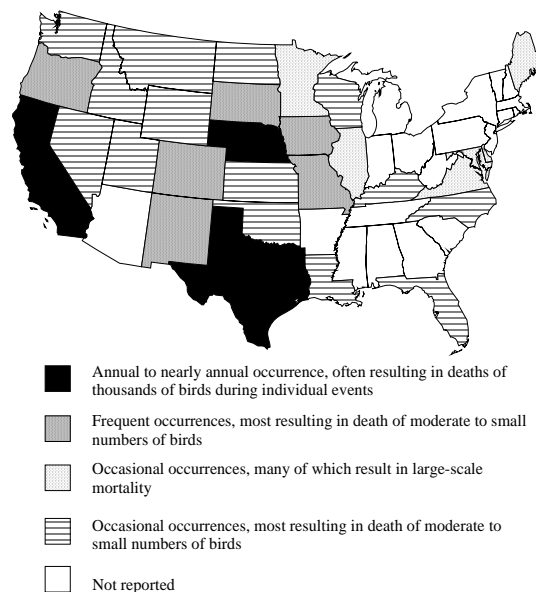 Annual to nearly annual occurrence, often resulting in deaths of
thousands of birds during individual events
Frequent occurrences, most resulting in death of moderate to small
numbers of birds
Occasional occurrences, many of which result in large-scale
mortality
Occasional occurrences, most resulting in death of moderate to
small numbers of birds
Not reported